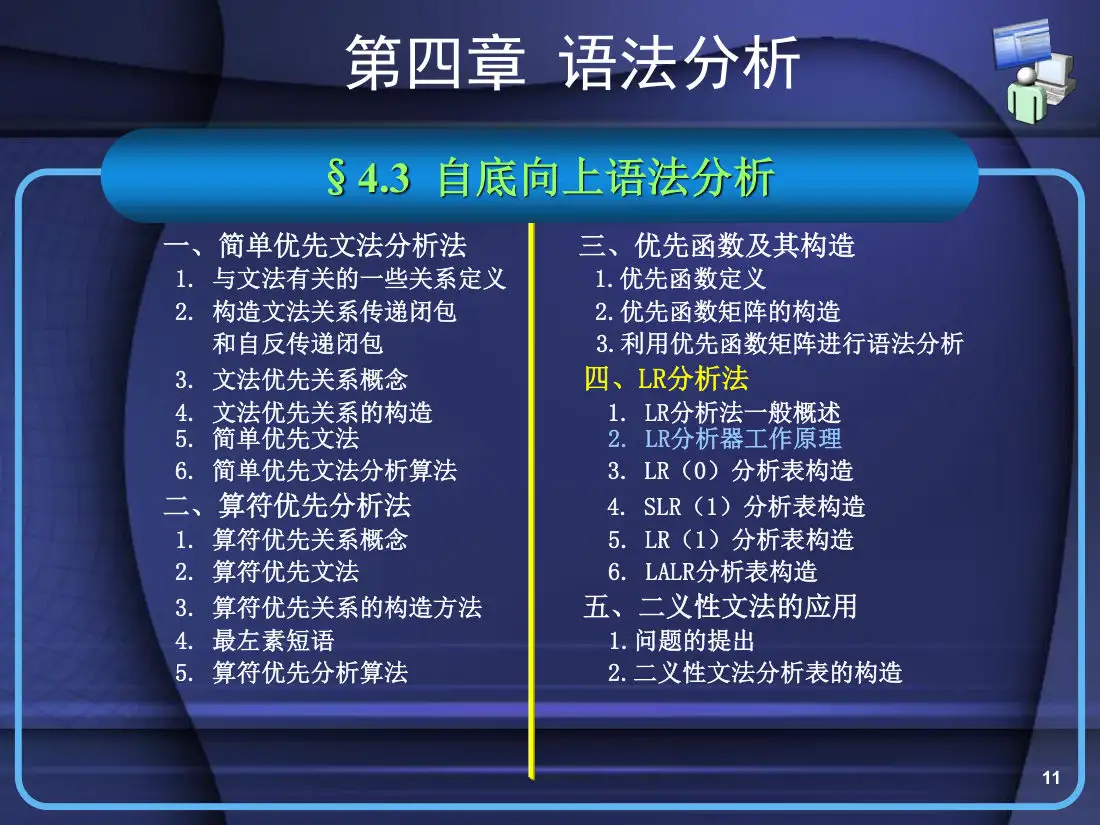 第四章 语法分析
§4.3 自底向上语法分析
一、简单优先文法分析法
1. 与文法有关的一些关系定义
2. 构造文法关系传递闭包
和自反传递闭包
3. 文法优先关系概念
4. 文法优先关系的构造
5. 简单优先文法
6. 简单优先文法分析算法
二、算符优先分析法
1. 算符优先关系概念
2. 算符优先文法
3. 算符优先关系的构造方法
4. 最左素短语
5. 算符优先分析算法
三、优先函数及其构造
1.优先函数定义
2.优先函数矩阵的构造
3.利用优先函数矩阵进行语法分析
四、LR分析法
1. LR分析法一般概述
2. LR分析器工作原理
3. LR（0）分析表构造
4. SLR（1）分析表构造
5. LR（1）分析表构造
6. LALR分析表构造
五、二义性文法的应用
1.问题的提出
2.二义性文法分析表的构造
11